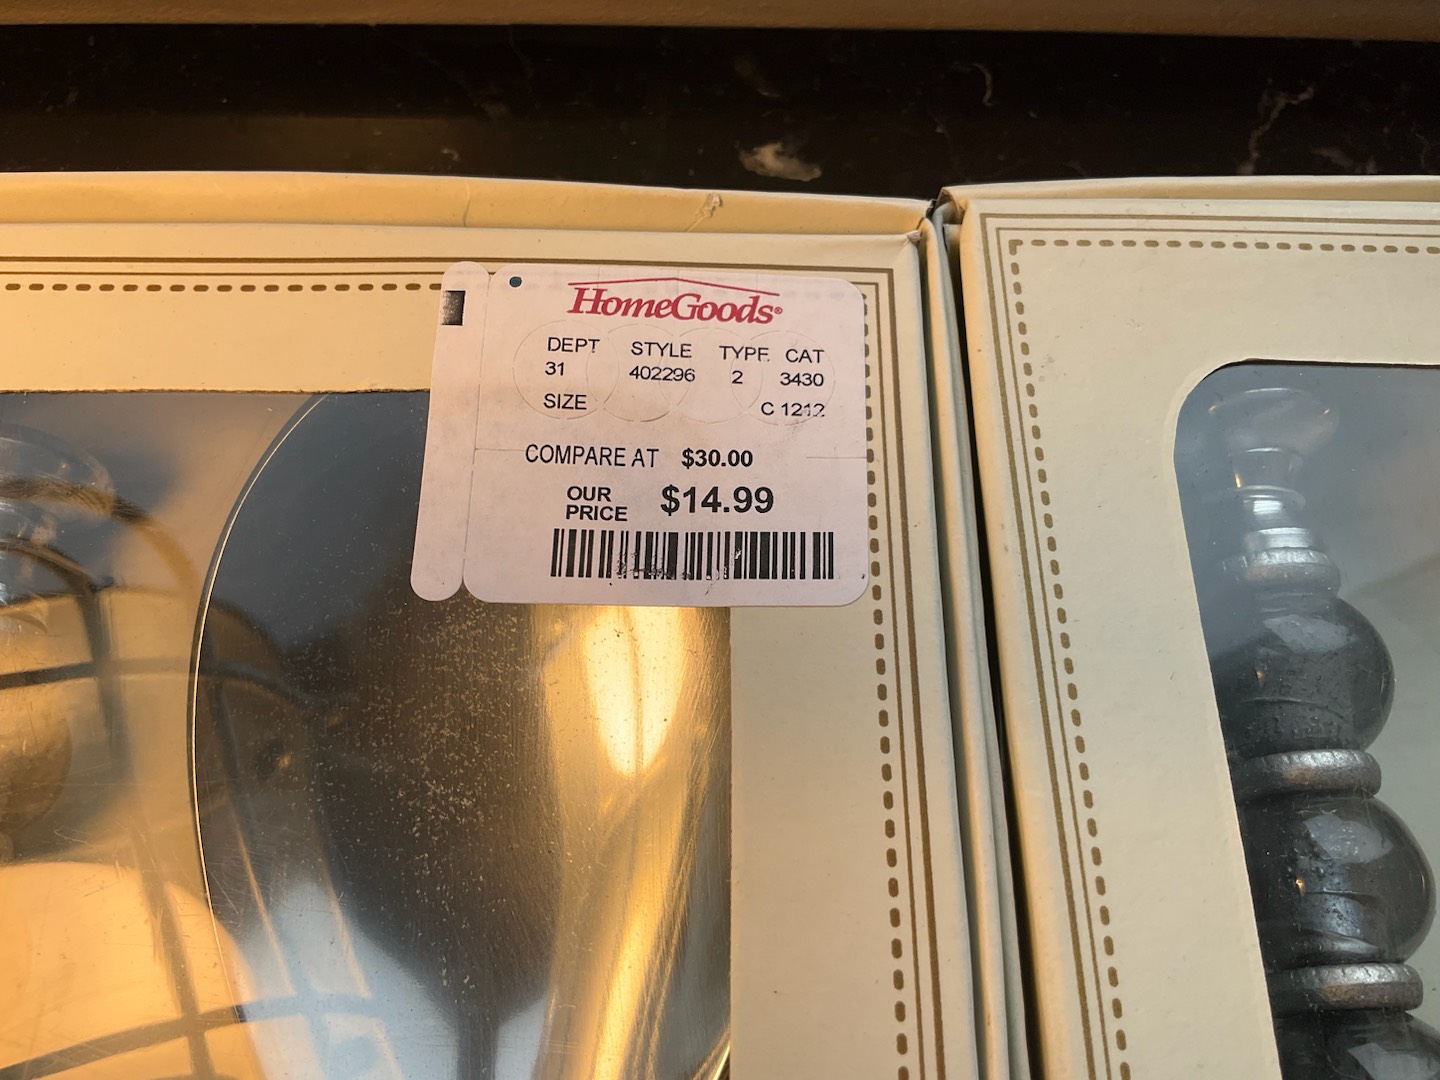 HomeGoods®
DEPT STYLE TYPE CAT
31 402296 2 3430
SIZE C 1212
COMPARE AT $30.00
OUR PRICE $14.99